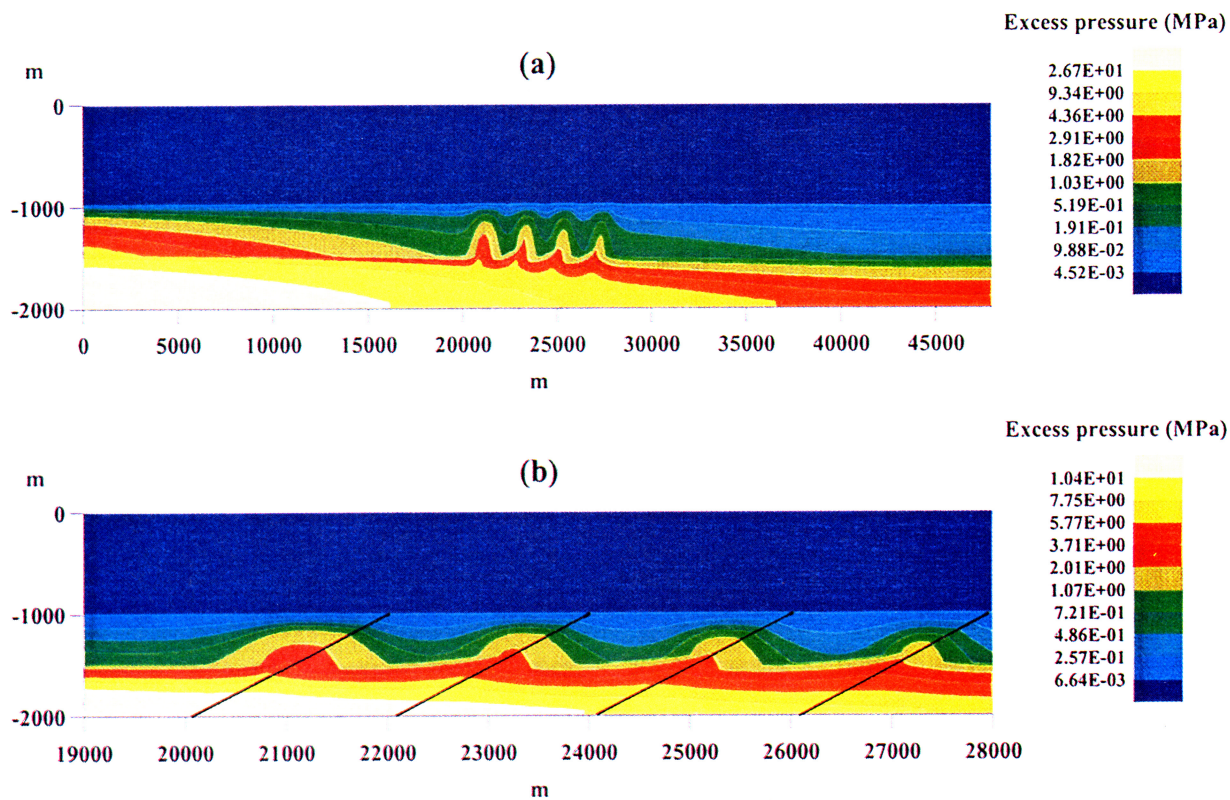 Excess pressure (MPa)
(a)
m
2.67E+01
9.34E+00
4.36E+00
2.91E+00
1.82E+00
1.03E+00
5.19E-01
1.91E-01
9.88E-02
4.52E-03
0
-1000
-2000
0 5000 10000 15000 20000 25000 30000 35000 40000 45000
m
Excess pressure (MPa)
(b)
m
1.04E+01
7.75E+00
5.77E+00
3.71E+00
2.01E+00
1.07E+00
7.21E-01
4.86E-01
2.57E-01
6.64E-03
0
-1000
-2000
19000 20000 21000 22000 23000 24000 25000 26000 27000 28000
m